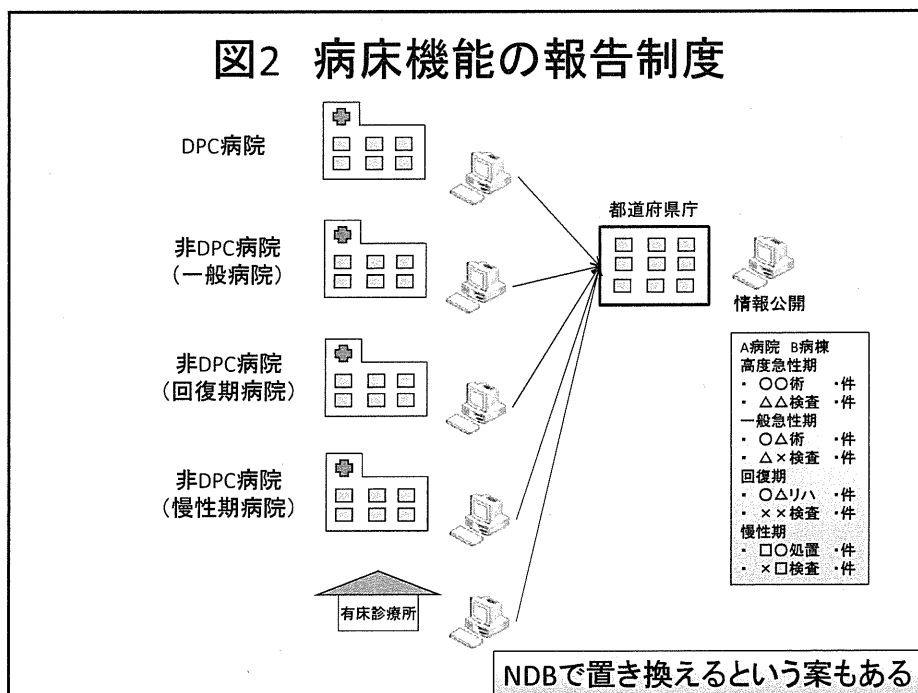 図2 病床機能の報告制度
DPC病院
非DPC病院
(一般病院)
非DPC病院
(回復期病院)
非DPC病院
(慢性期病院)
有床診療所
都道府県庁
情報公開
A病院 B病棟
高度急性期
・ 〇〇術 ・件
・ △△検査 ・件
一般急性期
・ 〇△術 ・件
・ △×検査 ・件
回復期
・ 〇△リハ ・件
・ ××検査 ・件
慢性期
・ □〇処置 ・件
・ ×□検査 ・件
NDBで置き換えるという案もある